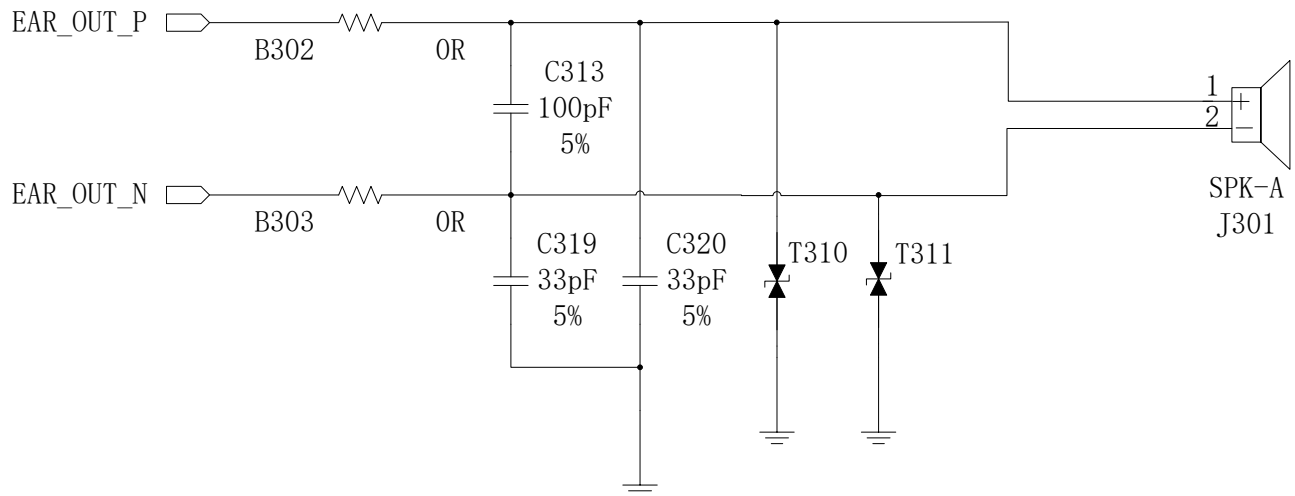 EAR_OUT_P
B302
0R
C313
100pF
5%
1
2
+
-
EAR_OUT_N
B303
0R
SPK-A
J301
C319
33pF
5%
C320
33pF
5%
T310
T311